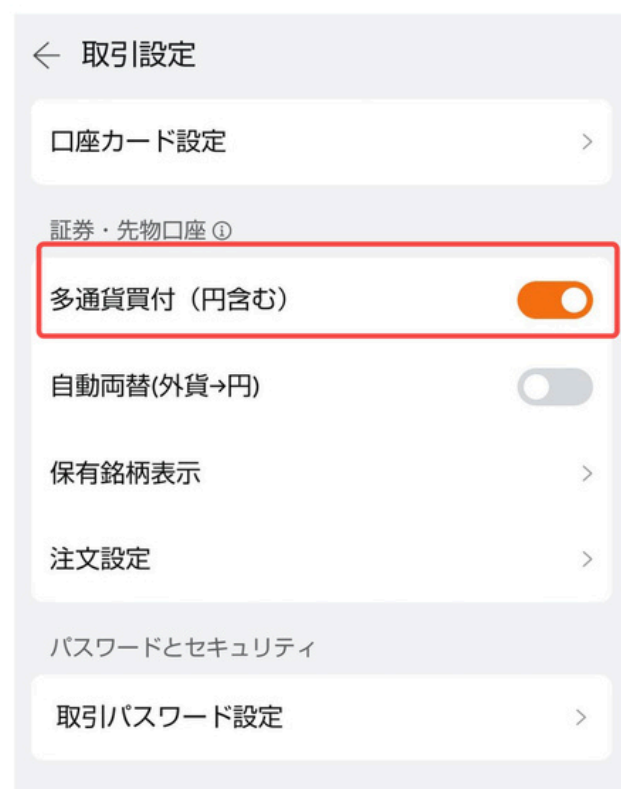 取引設定
口座カード設定
証券・先物口座
多通貨買付（円含む）
自動両替(外貨→円)
保有銘柄表示
注文設定
パスワードとセキュリティ
取引パスワード設定